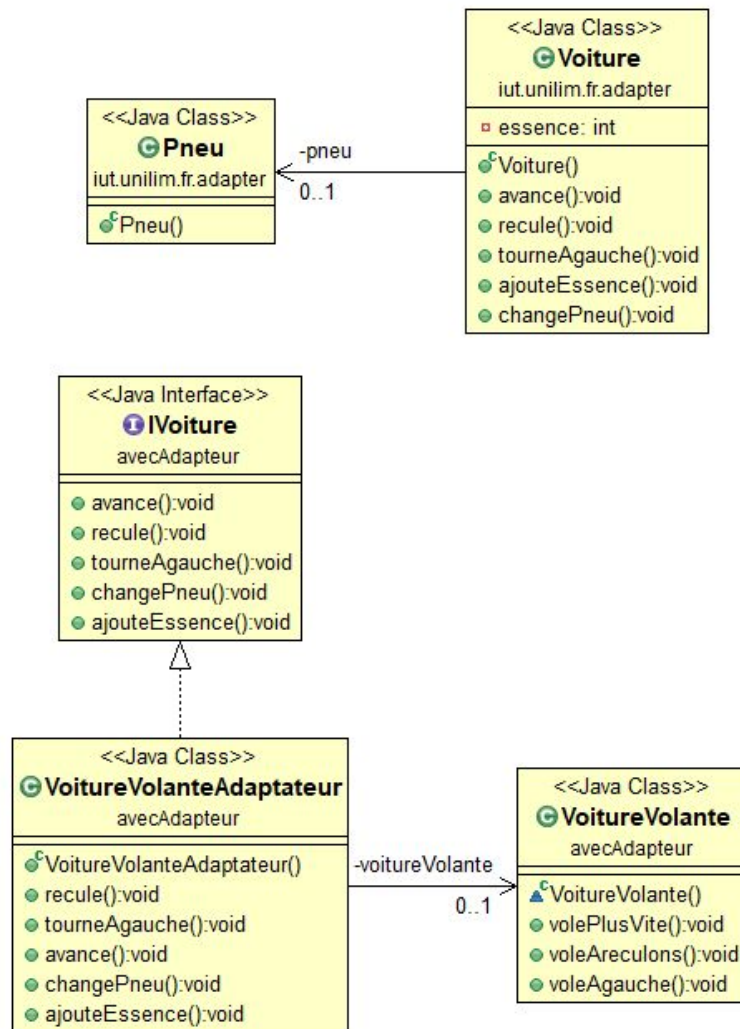 <<Java Class>>
Voiture
iut.unilim.fr.adapter
essence: int
Voiture()
avance():void
recule():void
tourneAgauche():void
ajouteEssence():void
changePneu():void
<<Java Class>>
Pneu
iut.unilim.fr.adapter
Pneu()
-pneu
0..1
<<Java Interface>>
IVoiture
avecAdapteur
avance():void
recule():void
tourneAgauche():void
changePneu():void
ajouteEssence():void
<<Java Class>>
VoitureVolanteAdaptateur
avecAdapteur
VoitureVolanteAdaptateur()
recule():void
tourneAgauche():void
avance():void
changePneu():void
ajouteEssence():void
-voitureVolante
0..1
<<Java Class>>
VoitureVolante
avecAdapteur
VoitureVolante()
volePlusVite():void
voleAreculons():void
voleAgauche():void